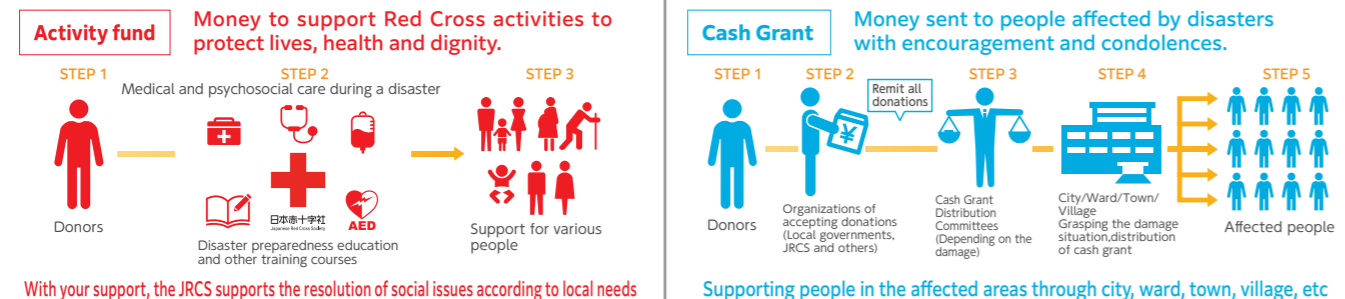 Activity fund
Money to support Red Cross activities to
protect lives, health and dignity.
STEP 1
STEP 2
STEP 3
Medical and psychosocial care during a disaster
日本赤十字社
Japanese Red Cross Society
AED
Donors
Disaster preparedness education
and other training courses
Support for various
people
With your support, the JRCS supports the resolution of social issues according to local needs
Cash Grant
Money sent to people affected by disasters
with encouragement and condolences.
STEP 1
STEP 2
STEP 3
STEP 4
STEP 5
Remit all
donations
¥
Donors
Organizations of
accepting donations
(Local governments,
JRCS and others)
Cash Grant
Distribution
Committees
(Depending on the
damage)
City/Ward/Town/
Village
Grasping the damage
situation,distribution
of cash grant
Affected people
Supporting people in the affected areas through city, ward, town, village, etc